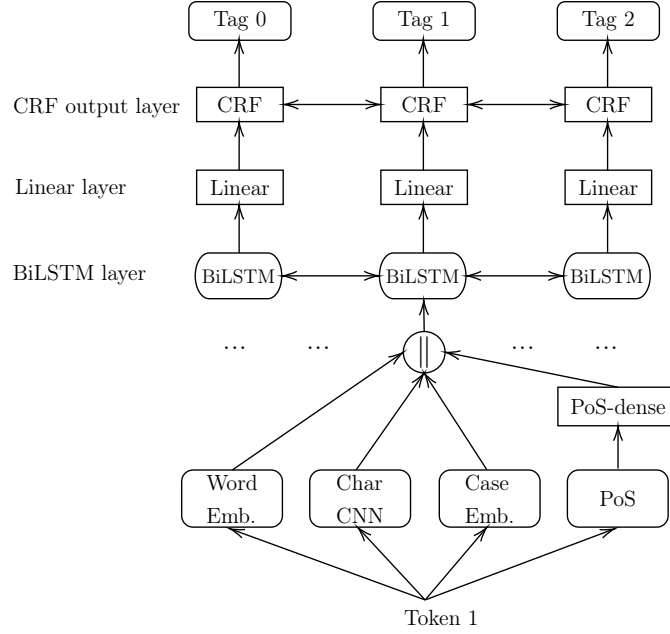 Tag 0 Tag 1 Tag 2
CRF output layer CRF CRF CRF
Linear layer Linear Linear Linear
BiLSTM layer BiLSTM BiLSTM BiLSTM
... ... || ... ...
PoS-dense
Word Char Case PoS
Emb. CNN Emb.
Token 1